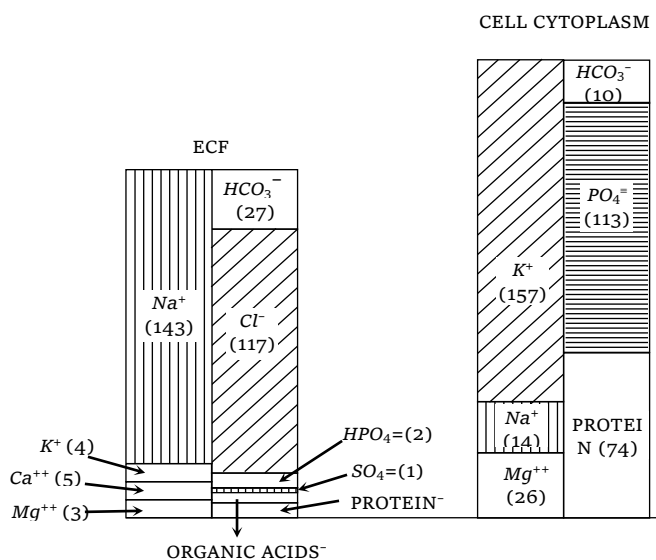 CELL CYTOPLASM
ECF
HCO₃⁻
(27)
Na⁺
(143)
Cl⁻
(117)
K⁺ (4)
Ca⁺⁺ (5)
Mg⁺⁺ (3)
HPO₄=(2)
SO₄=(1)
PROTEIN⁻
ORGANIC ACIDS⁻
HCO₃⁻
(10)
PO₄⁼
(113)
K⁺
(157)
Na⁺
(14)
Mg⁺⁺
(26)
PROTEI
N (74)